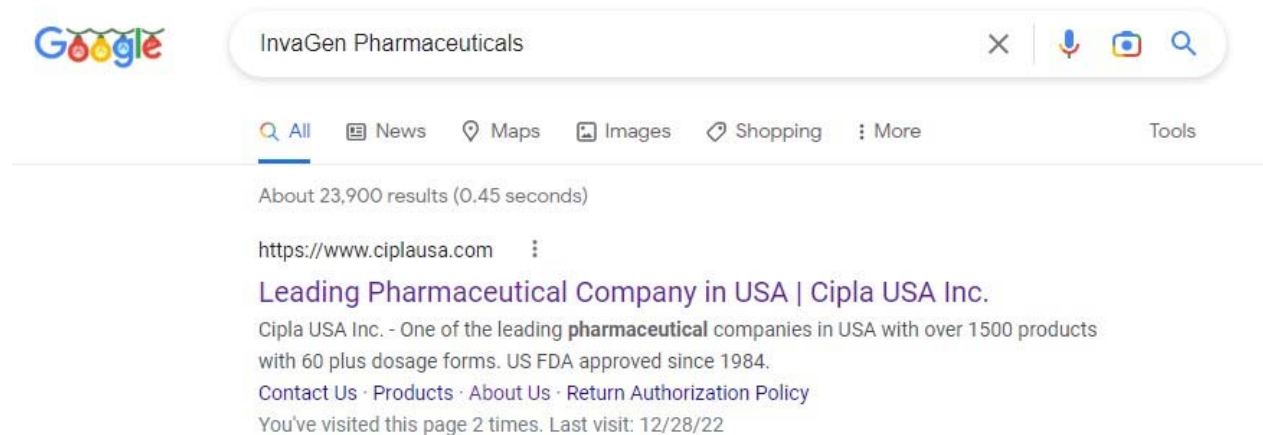 Google
InvaGen Pharmaceuticals
All News Maps Images Shopping More Tools
About 23,900 results (0.45 seconds)
https://www.ciplausa.com
Leading Pharmaceutical Company in USA | Cipla USA Inc.
Cipla USA Inc. - One of the leading pharmaceutical companies in USA with over 1500 products
with 60 plus dosage forms. US FDA approved since 1984.
Contact Us · Products · About Us · Return Authorization Policy
You've visited this page 2 times. Last visit: 12/28/22